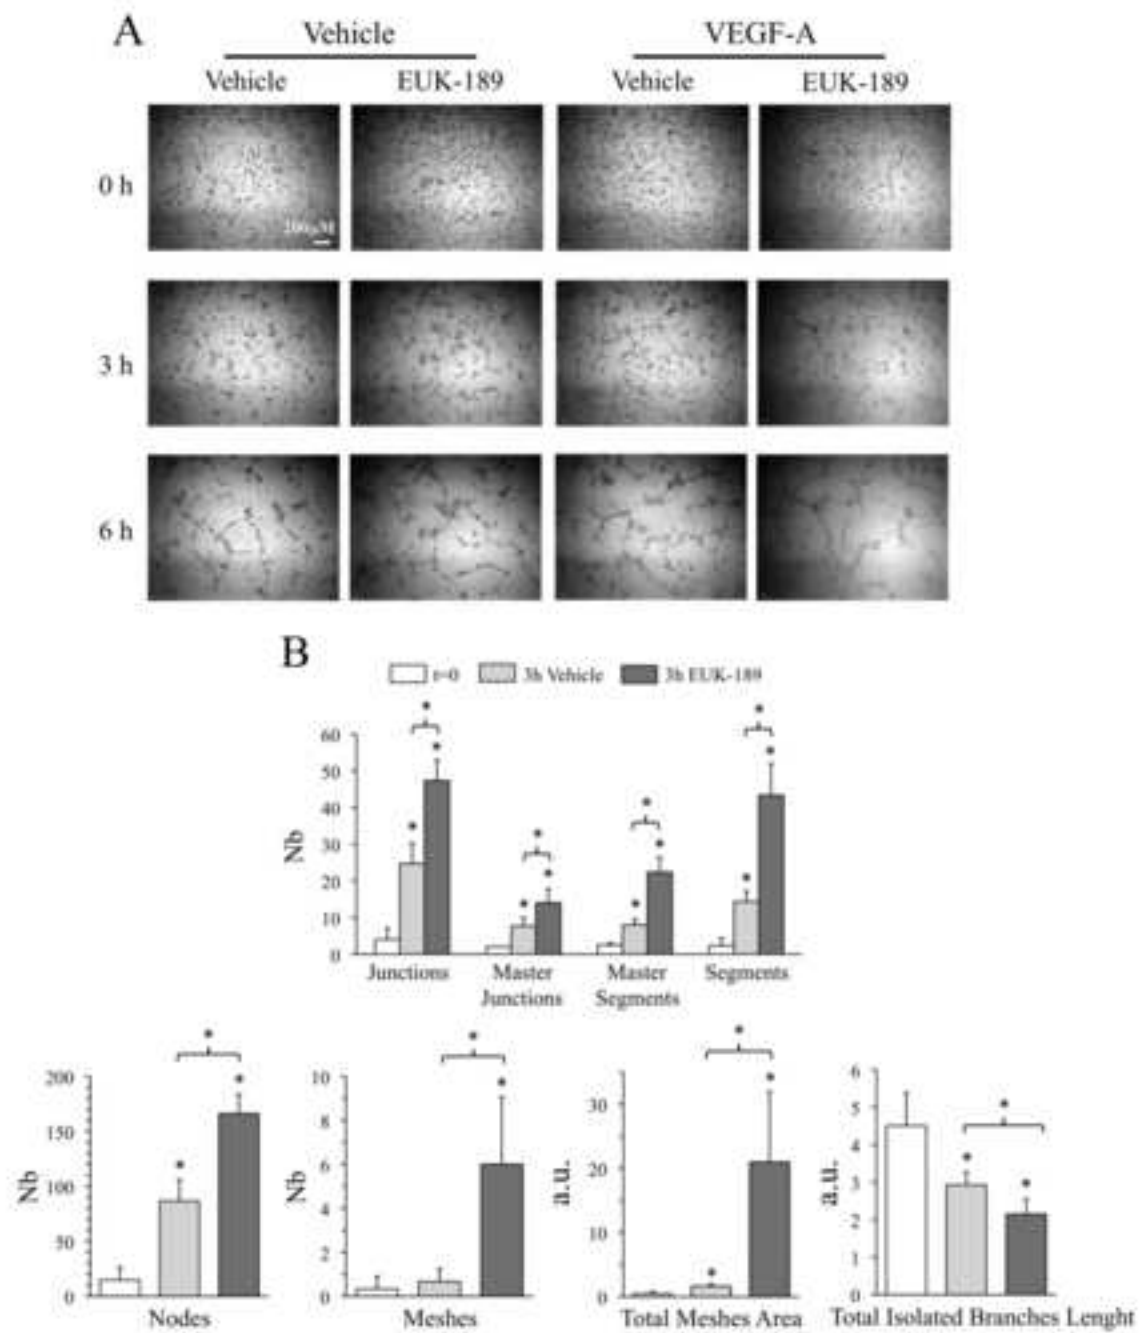 A
Vehicle VEGF-A
Vehicle EUK-189 Vehicle EUK-189
0 h
200µM
3 h
6 h
B
t=0 3h Vehicle 3h EUK-189
* *
60
50
40
30
20
10
0
Nb
* * * * * * * * * *
Junctions Master Junctions Master Segments Segments
200
150
100
50
0
Nb
* * *
Nodes
10
8
6
4
2
0
Nb
* *
Meshes
30
20
10
0
a.u.
* * *
Total Meshes Area
6
5
4
3
2
1
0
a.u.
* * *
Total Isolated Branches Lenght